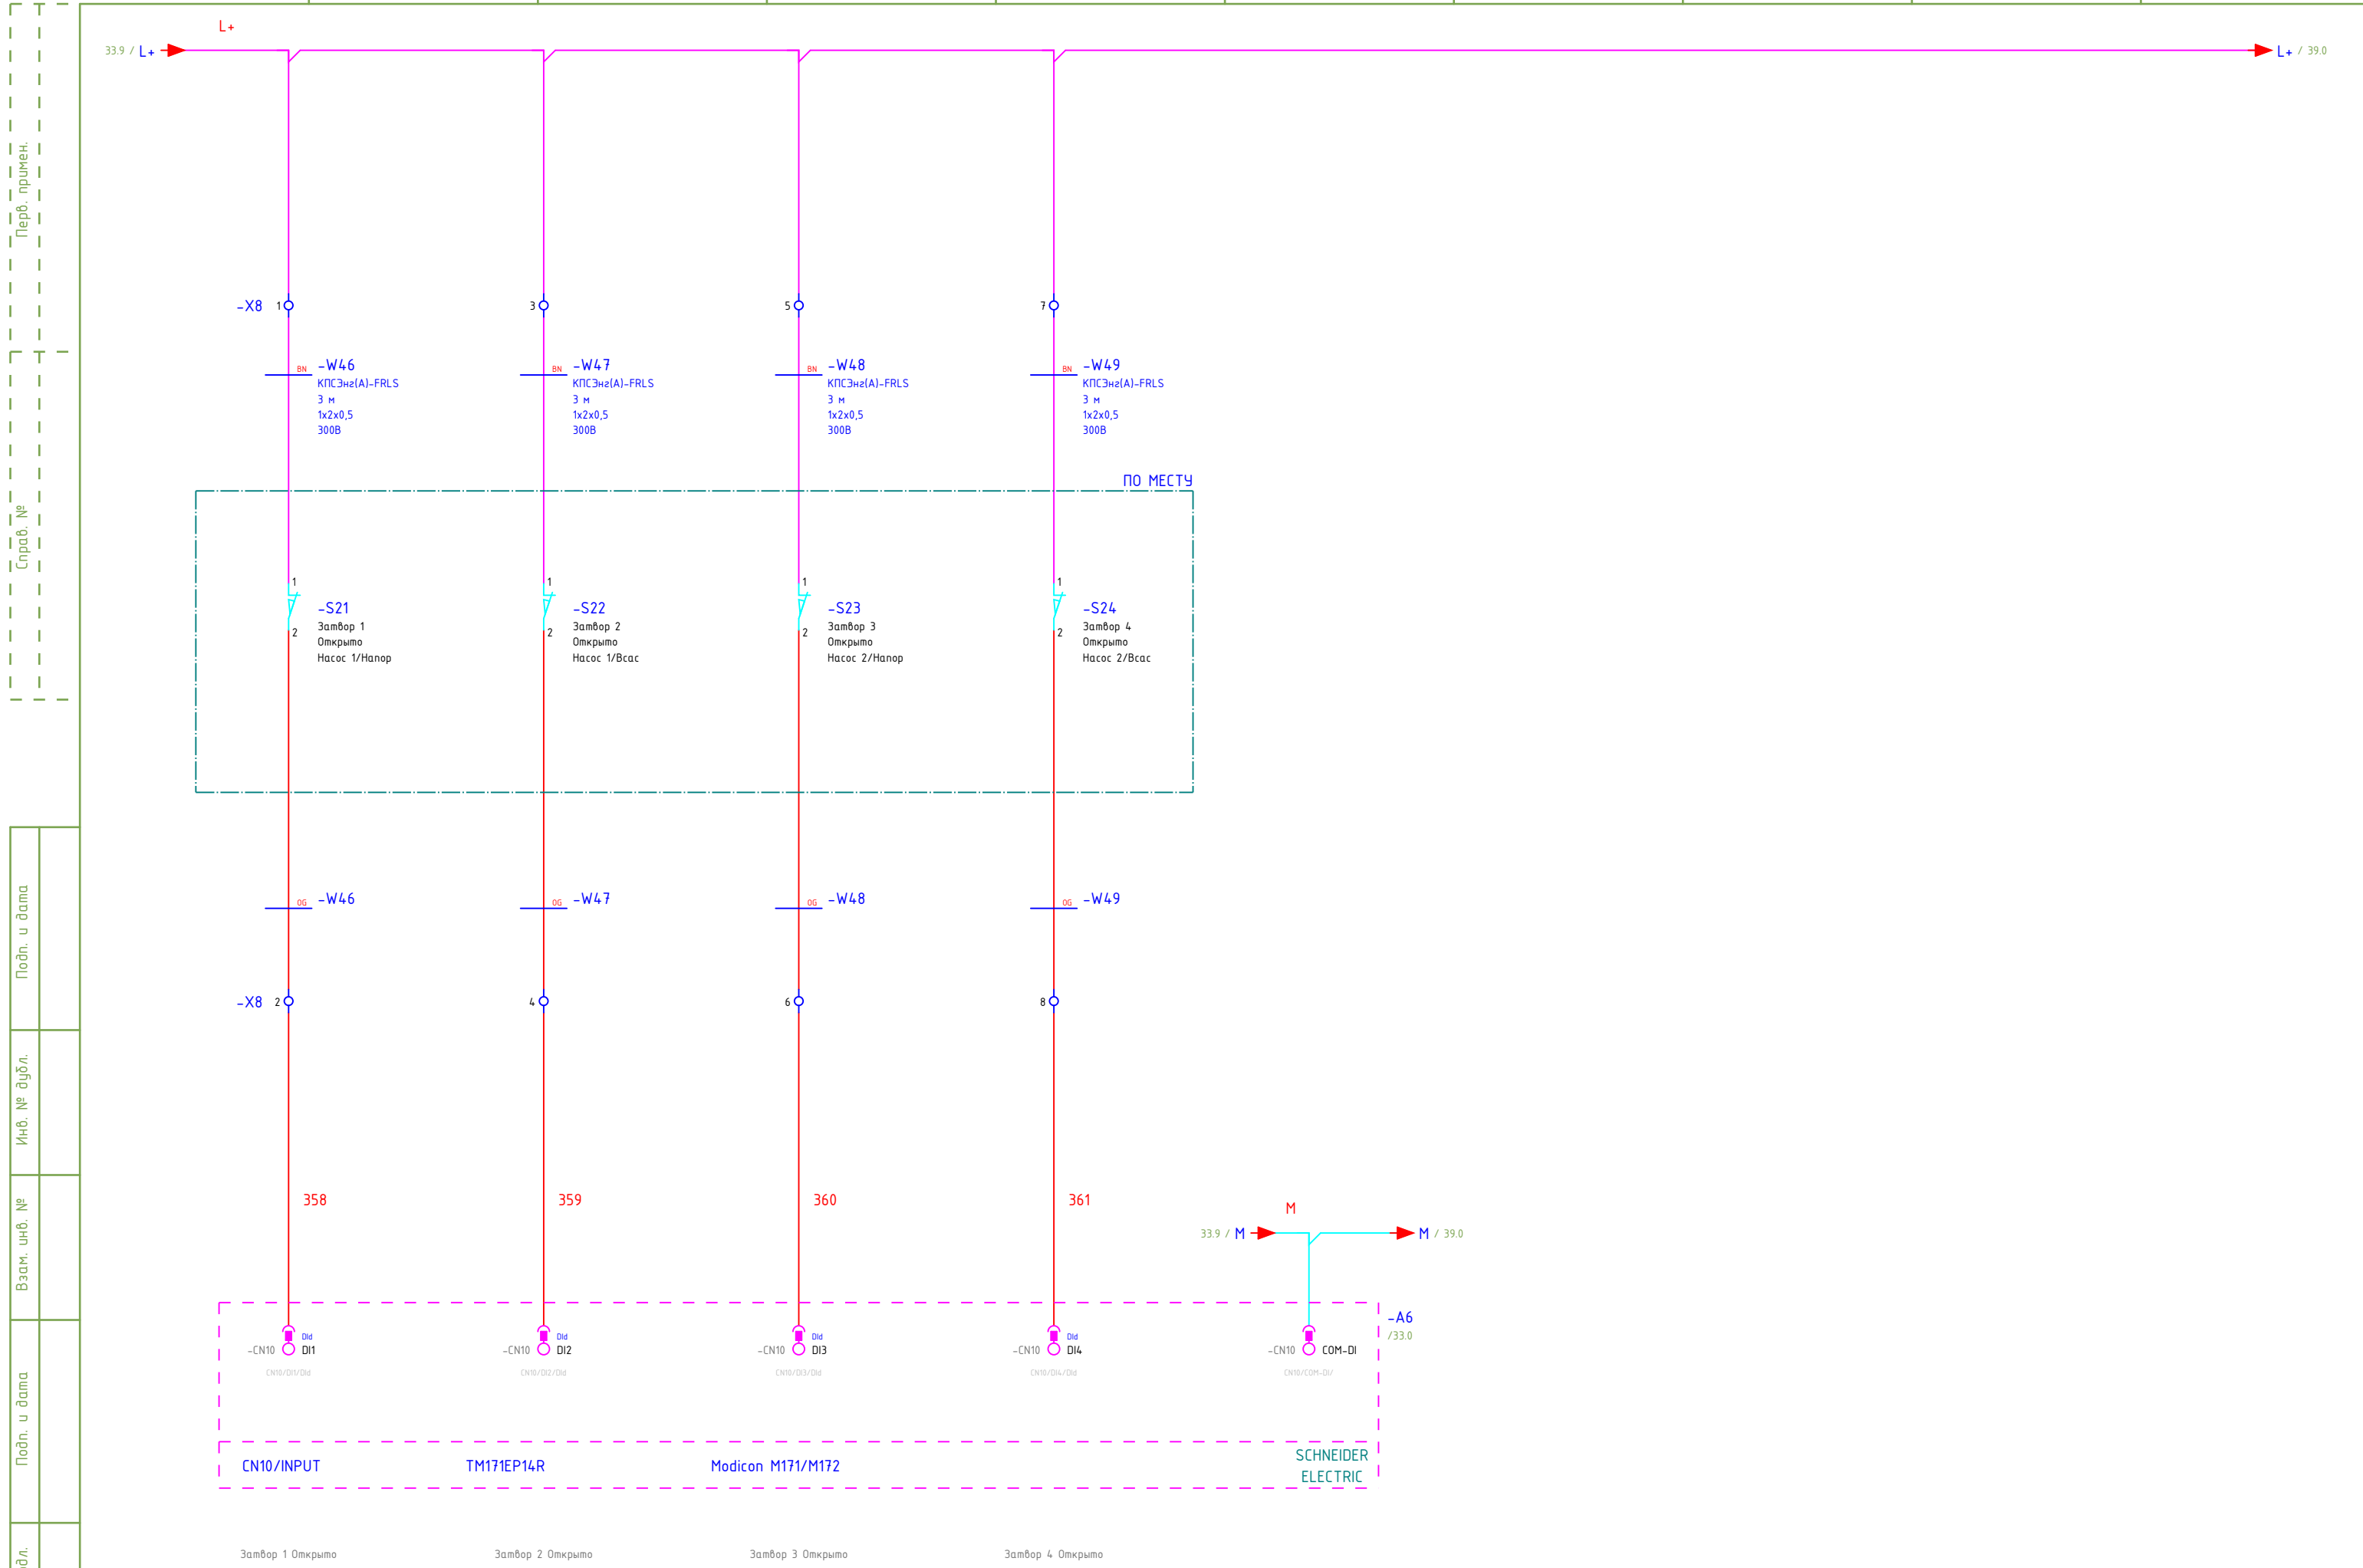 L+
33.9 / L+
L+ / 39.0
Перв. примен.
-X8 1 3 5 7
BN -W46 BN -W47 BN -W48 BN -W49
КПСЭнг(А)-FRLS КПСЭнг(А)-FRLS КПСЭнг(А)-FRLS КПСЭнг(А)-FRLS
3 м 3 м 3 м 3 м
1x2x0,5 1x2x0,5 1x2x0,5 1x2x0,5
300В 300В 300В 300В
ПО МЕСТУ
Справ. №
1 1 1 1
-S21 -S22 -S23 -S24
Затвор 1 Затвор 2 Затвор 3 Затвор 4
2 2 2 2
Открыто Открыто Открыто Открыто
Насос 1/Напор Насос 1/Всас Насос 2/Напор Насос 2/Всас
Подп. и дата
OG -W46 OG -W47 OG -W48 OG -W49
-X8 2 4 6 8
Инв. № дубл.
358 359 360 361
M
33.9 / M M / 39.0
Взам. инв. №
-A6
/33.0
DId DId DId DId
-CN10 DI1 -CN10 DI2 -CN10 DI3 -CN10 DI4 -CN10 COM-DI
CN10/DI1/DId CN10/DI2/DId CN10/DI3/DId CN10/DI4/DId CN10/COM-DI/
Подп. и дата
SCHNEIDER
CN10/INPUT TM171EP14R Modicon M171/M172
ELECTRIC
Затвор 1 Открыто Затвор 2 Открыто Затвор 3 Открыто Затвор 4 Открыто